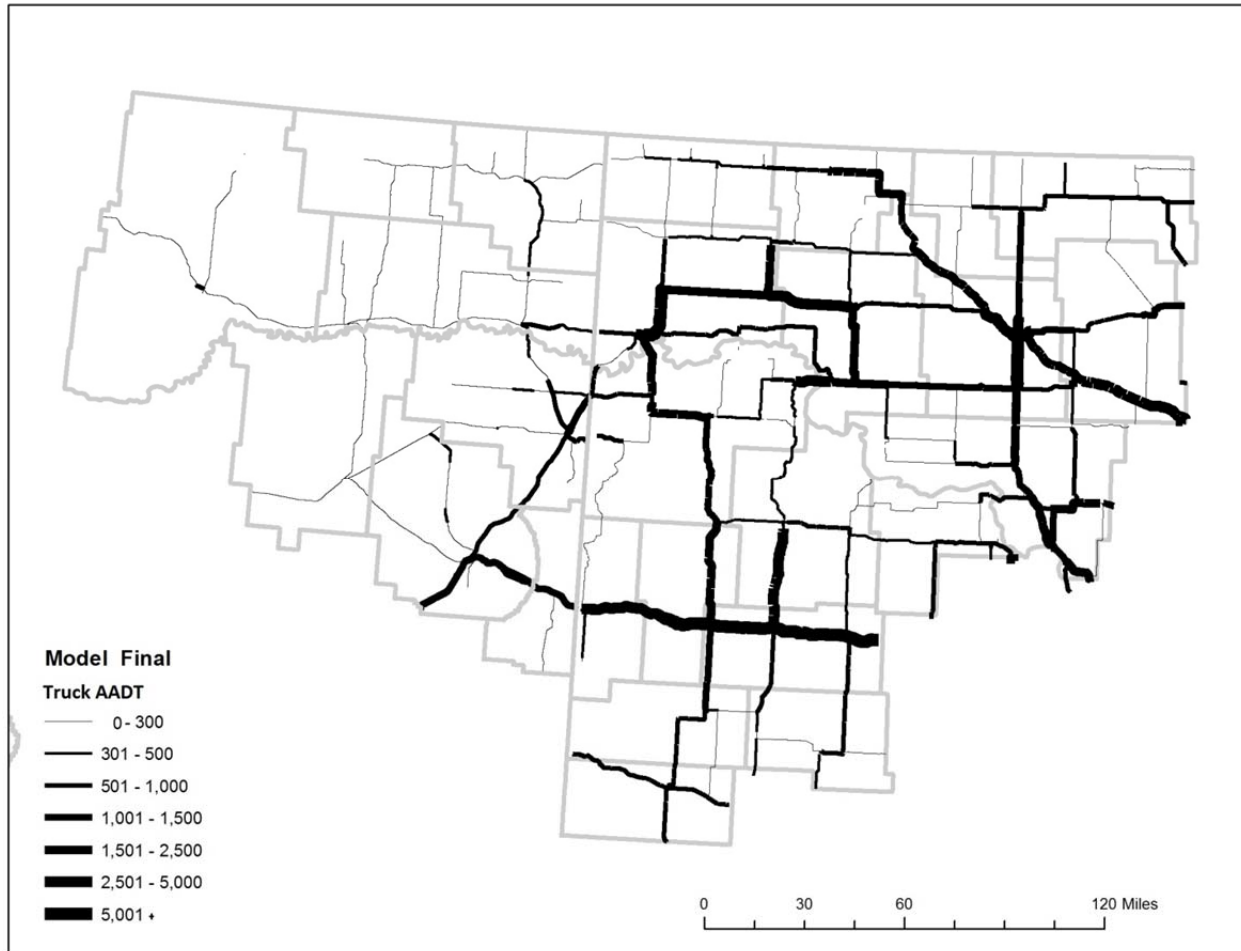 Model Final
Truck AADT
0 - 300
301 - 500
501 - 1,000
1,001 - 1,500
1,501 - 2,500
2,501 - 5,000
5,001 +
0 30 60 120 Miles